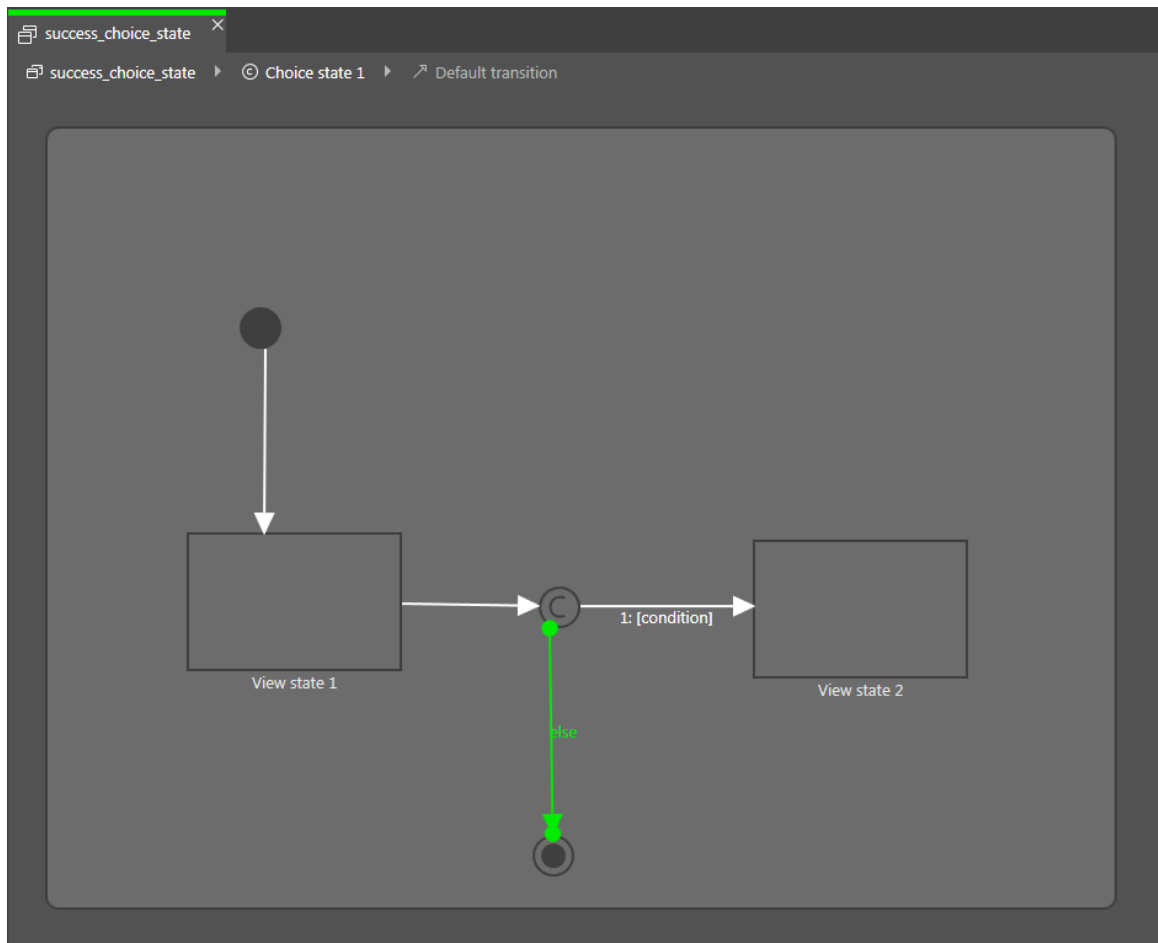 success_choice_state
success_choice_state Choice state 1 Default transition
C
1: [condition]
View state 1
View state 2
else